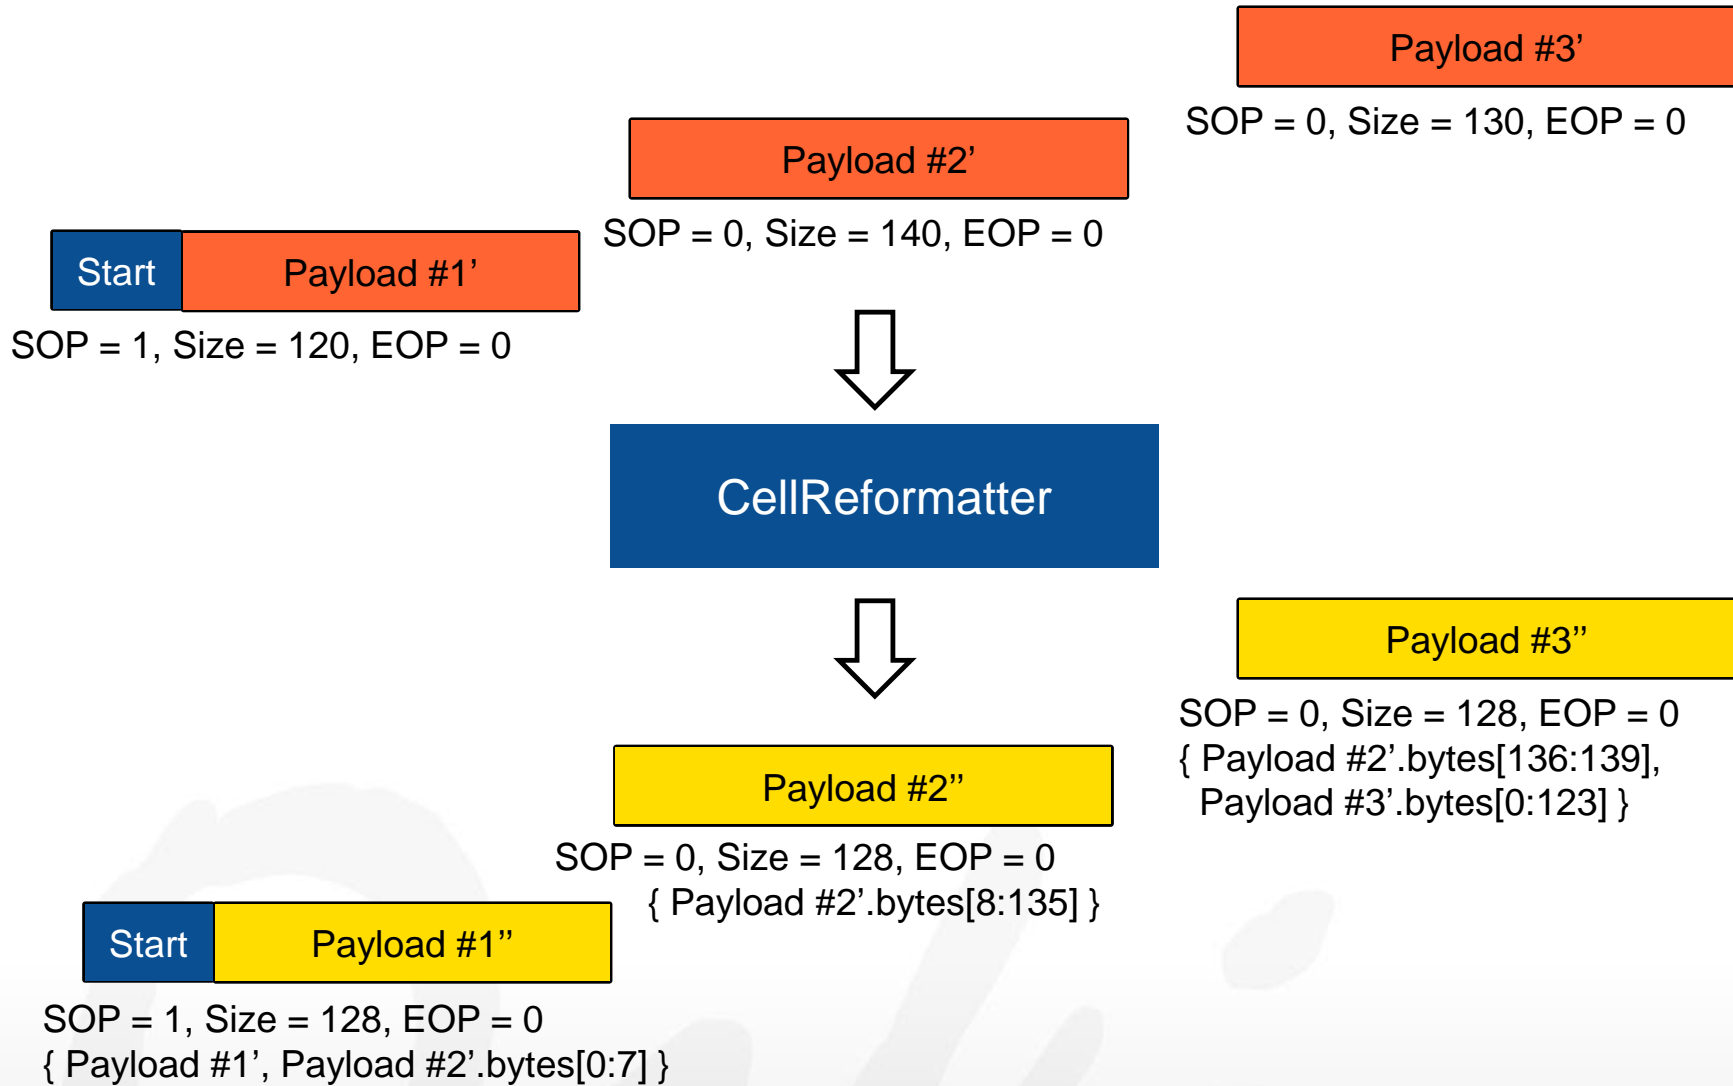 Payload #3’
SOP = 0, Size = 130, EOP = 0
Payload #2’
SOP = 0, Size = 140, EOP = 0
Start
Payload #1’
SOP = 1, Size = 120, EOP = 0
CellReformatter
Payload #3’’
SOP = 0, Size = 128, EOP = 0
{ Payload #2’.bytes[136:139],
Payload #3’.bytes[0:123] }
Payload #2’’
SOP = 0, Size = 128, EOP = 0
{ Payload #2’.bytes[8:135] }
Start
Payload #1’’
SOP = 1, Size = 128, EOP = 0
{ Payload #1’, Payload #2’.bytes[0:7] }